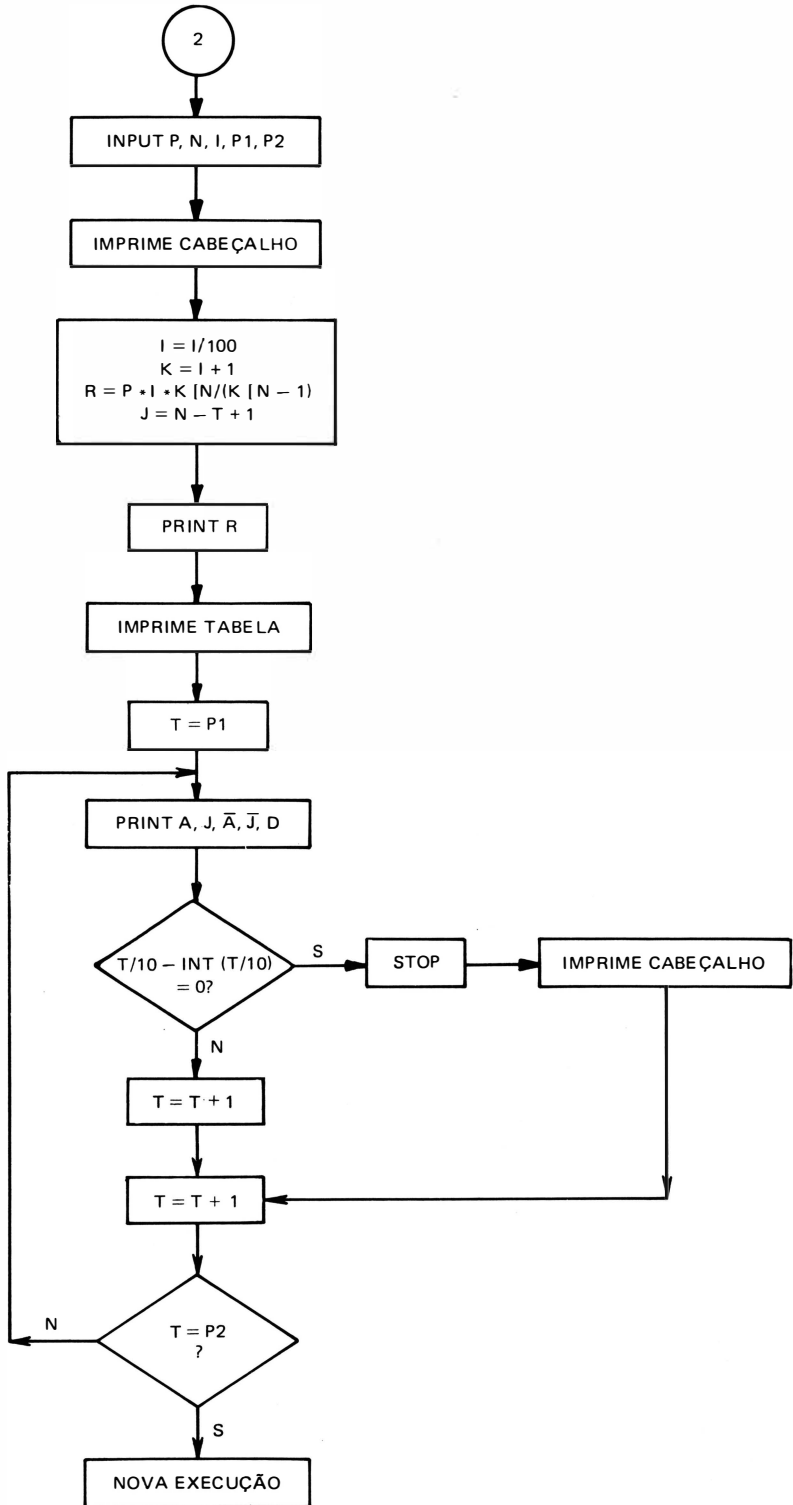 2
INPUT P, N, I, P1, P2
IMPRIME CABEÇALHO
I = I/100
K = I + 1
R = P * I * K [N/(K [ N − 1)
J = N − T + 1
PRINT R
IMPRIME TABELA
T = P1
PRINT A, J, A̅, J̅, D
T/10 − INT (T/10)
= 0?
S
STOP
IMPRIME CABEÇALHO
N
T = T + 1
T = T + 1
T = P2
?
N
S
NOVA EXECUÇÃO